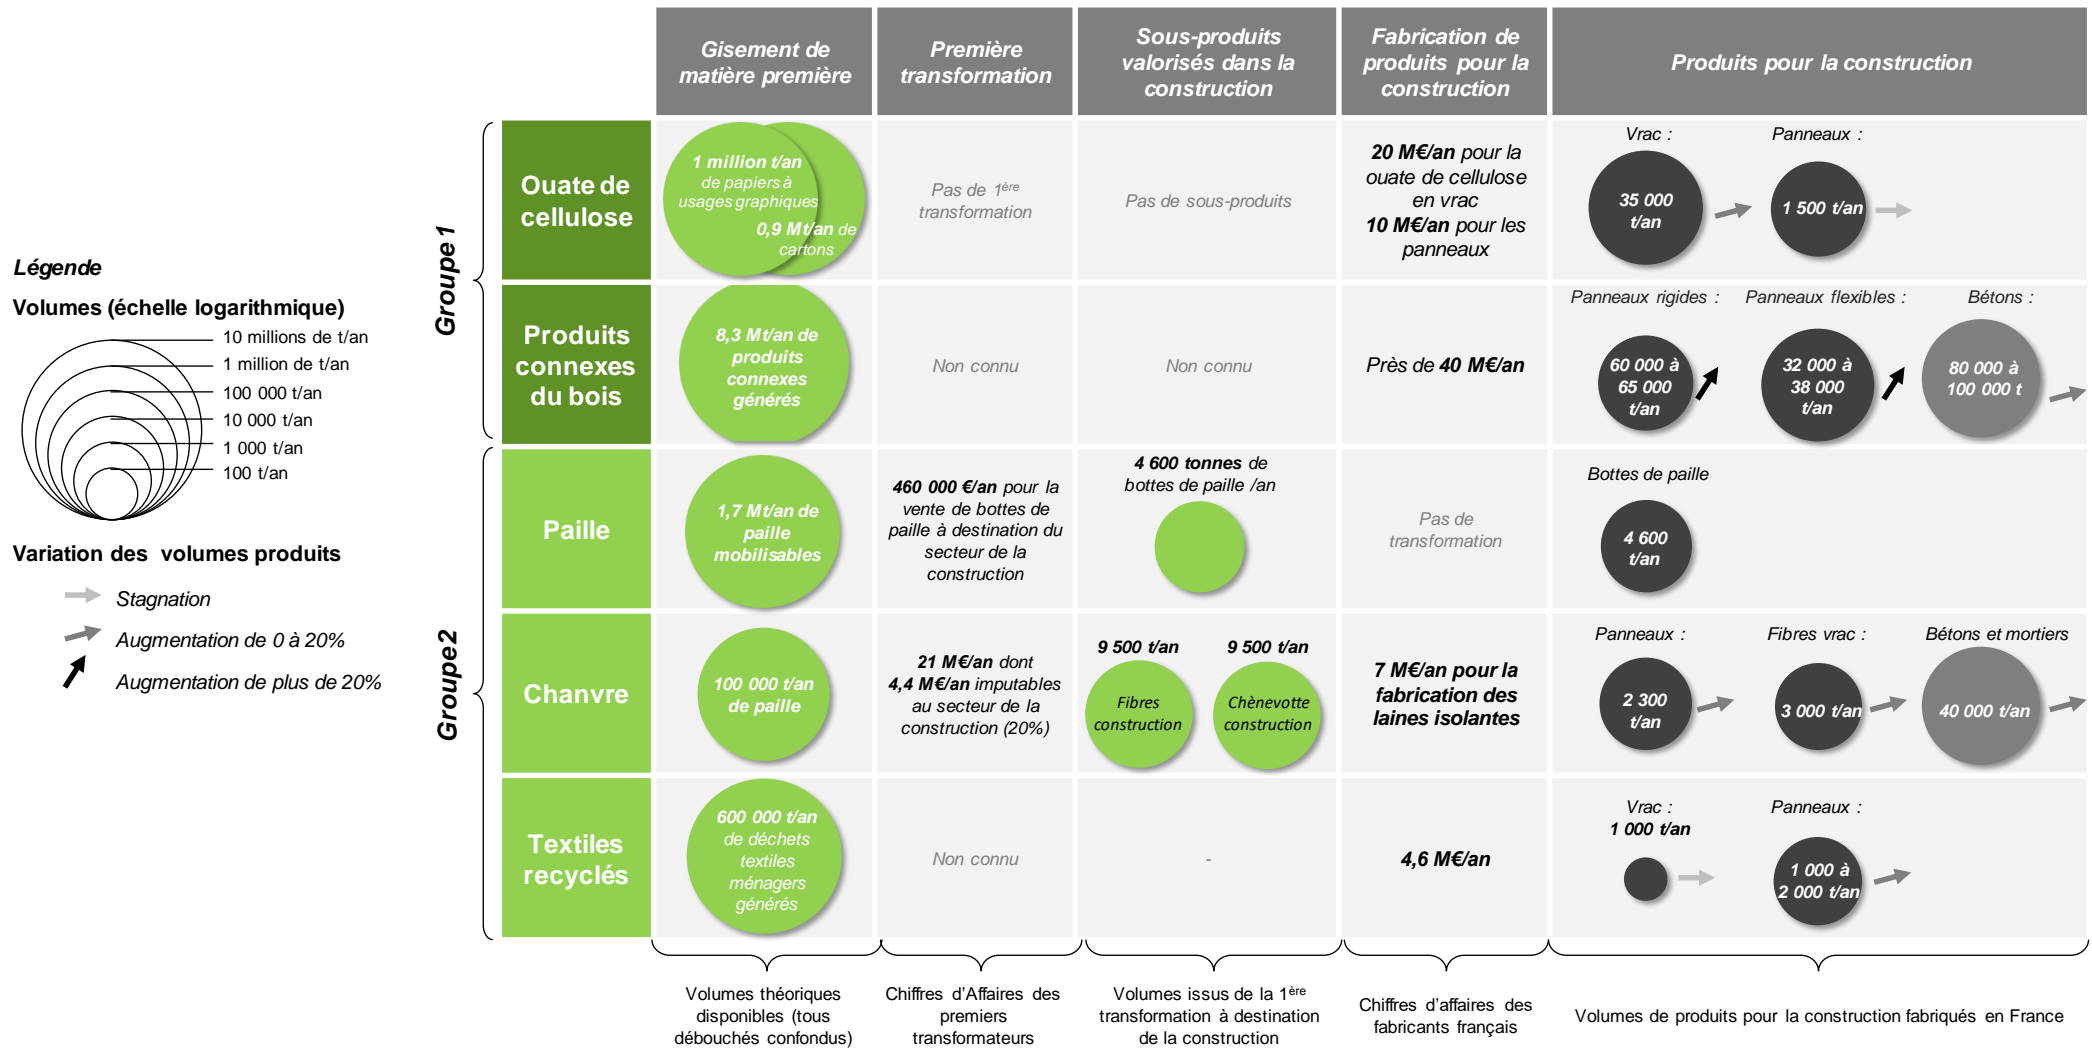 Gisement de
matière première
Première
transformation
Sous-produits
valorisés dans la
construction
Fabrication de
produits pour la
construction
Produits pour la construction
Légende
Volumes (échelle logarithmique)
10 millions de t/an
1 million de t/an
100 000 t/an
10 000 t/an
1 000 t/an
100 t/an
Variation des volumes produits
Stagnation
Augmentation de 0 à 20%
Augmentation de plus de 20%
Groupe 1
Ouate de
cellulose
1 million t/an
de papiers à
usages graphiques
0,9 Mt/an de
cartons
Pas de 1ère
transformation
Pas de sous-produits
20 M€/an pour la
ouate de cellulose
en vrac
10 M€/an pour les
panneaux
Vrac :
35 000
t/an
Panneaux :
1 500 t/an
Produits
connexes
du bois
8,3 Mt/an de
produits
connexes
générés
Non connu
Non connu
Près de 40 M€/an
Panneaux rigides :
60 000 à
65 000
t/an
Panneaux flexibles :
32 000 à
38 000
t/an
Bétons :
80 000 à
100 000 t
Groupe 2
Paille
1,7 Mt/an de
paille
mobilisables
460 000 €/an pour la
vente de bottes de
paille à destination du
secteur de la
construction
4 600 tonnes de
bottes de paille /an
Pas de
transformation
Bottes de paille
4 600
t/an
Chanvre
100 000 t/an
de paille
21 M€/an dont
4,4 M€/an imputables
au secteur de la
construction (20%)
9 500 t/an
Fibres
construction
9 500 t/an
Chènevotte
construction
7 M€/an pour la
fabrication des
laines isolantes
Panneaux :
2 300
t/an
Fibres vrac :
3 000 t/an
Bétons et mortiers
40 000 t/an
Textiles
recyclés
600 000 t/an
de déchets
textiles
ménagers
générés
Non connu
-
4,6 M€/an
Vrac :
1 000 t/an
Panneaux :
1 000 à
2 000 t/an
Volumes théoriques
disponibles (tous
débouchés confondus)
Chiffres d'Affaires des
premiers
transformateurs
Volumes issus de la 1ère
transformation à destination
de la construction
Chiffres d'affaires des
fabricants français
Volumes de produits pour la construction fabriqués en France